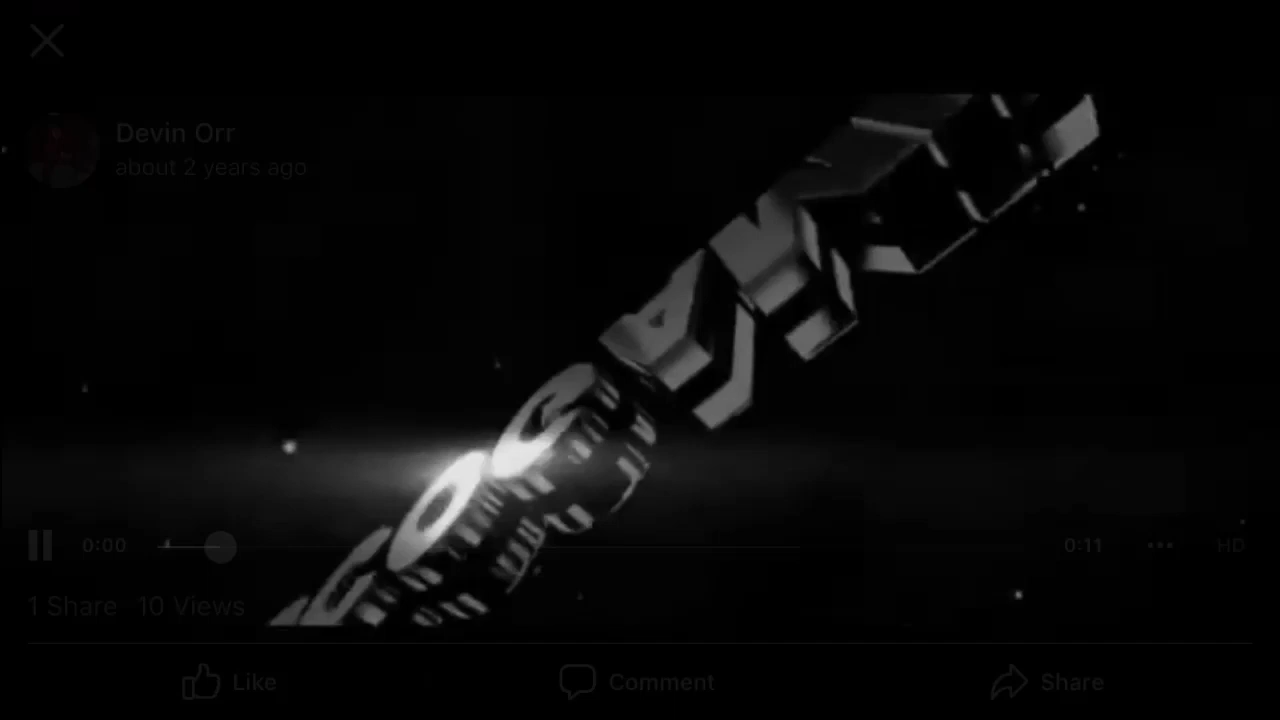 Devin Orr
about 2 years ago
0:00
0:11
HD
1 Share 10 Views
Like
Comment
Share